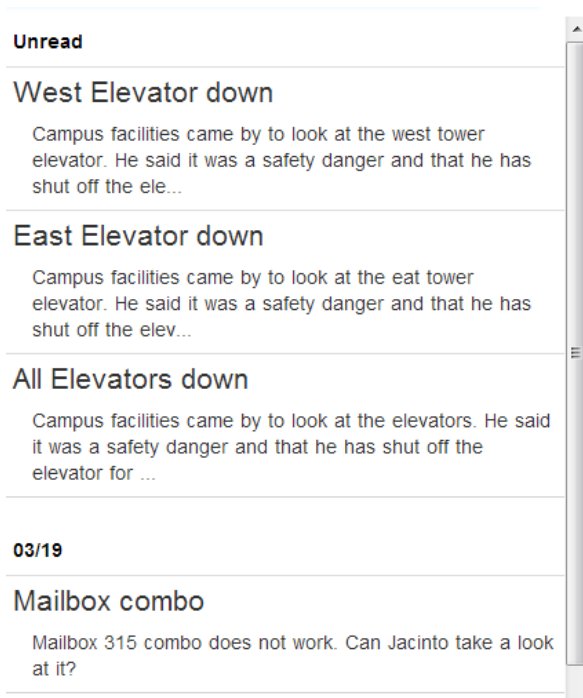 Unread
West Elevator down
Campus facilities came by to look at the west tower
elevator. He said it was a safety danger and that he has
shut off the ele...
East Elevator down
Campus facilities came by to look at the eat tower
elevator. He said it was a safety danger and that he has
shut off the elev...
All Elevators down
Campus facilities came by to look at the elevators. He said
it was a safety danger and that he has shut off the
elevator for ...
03/19
Mailbox combo
Mailbox 315 combo does not work. Can Jacinto take a look
at it?